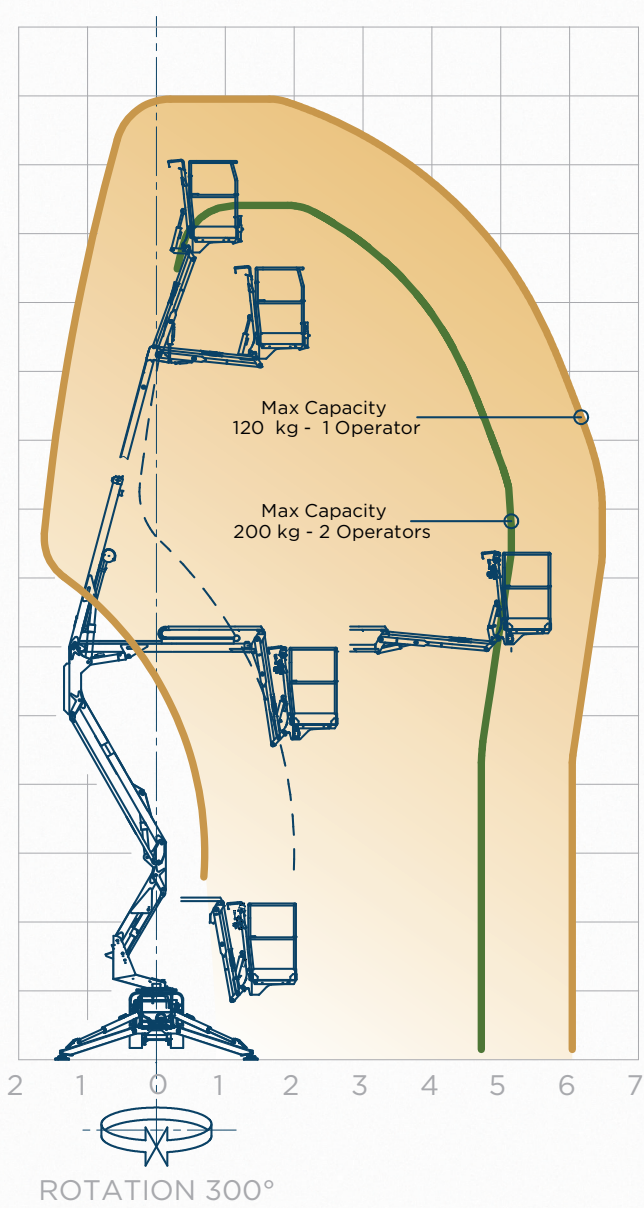 Max Capacity
120 kg - 1 Operator
Max Capacity
200 kg - 2 Operators
2 1 0 1 2 3 4 5 6 7
ROTATION 300°